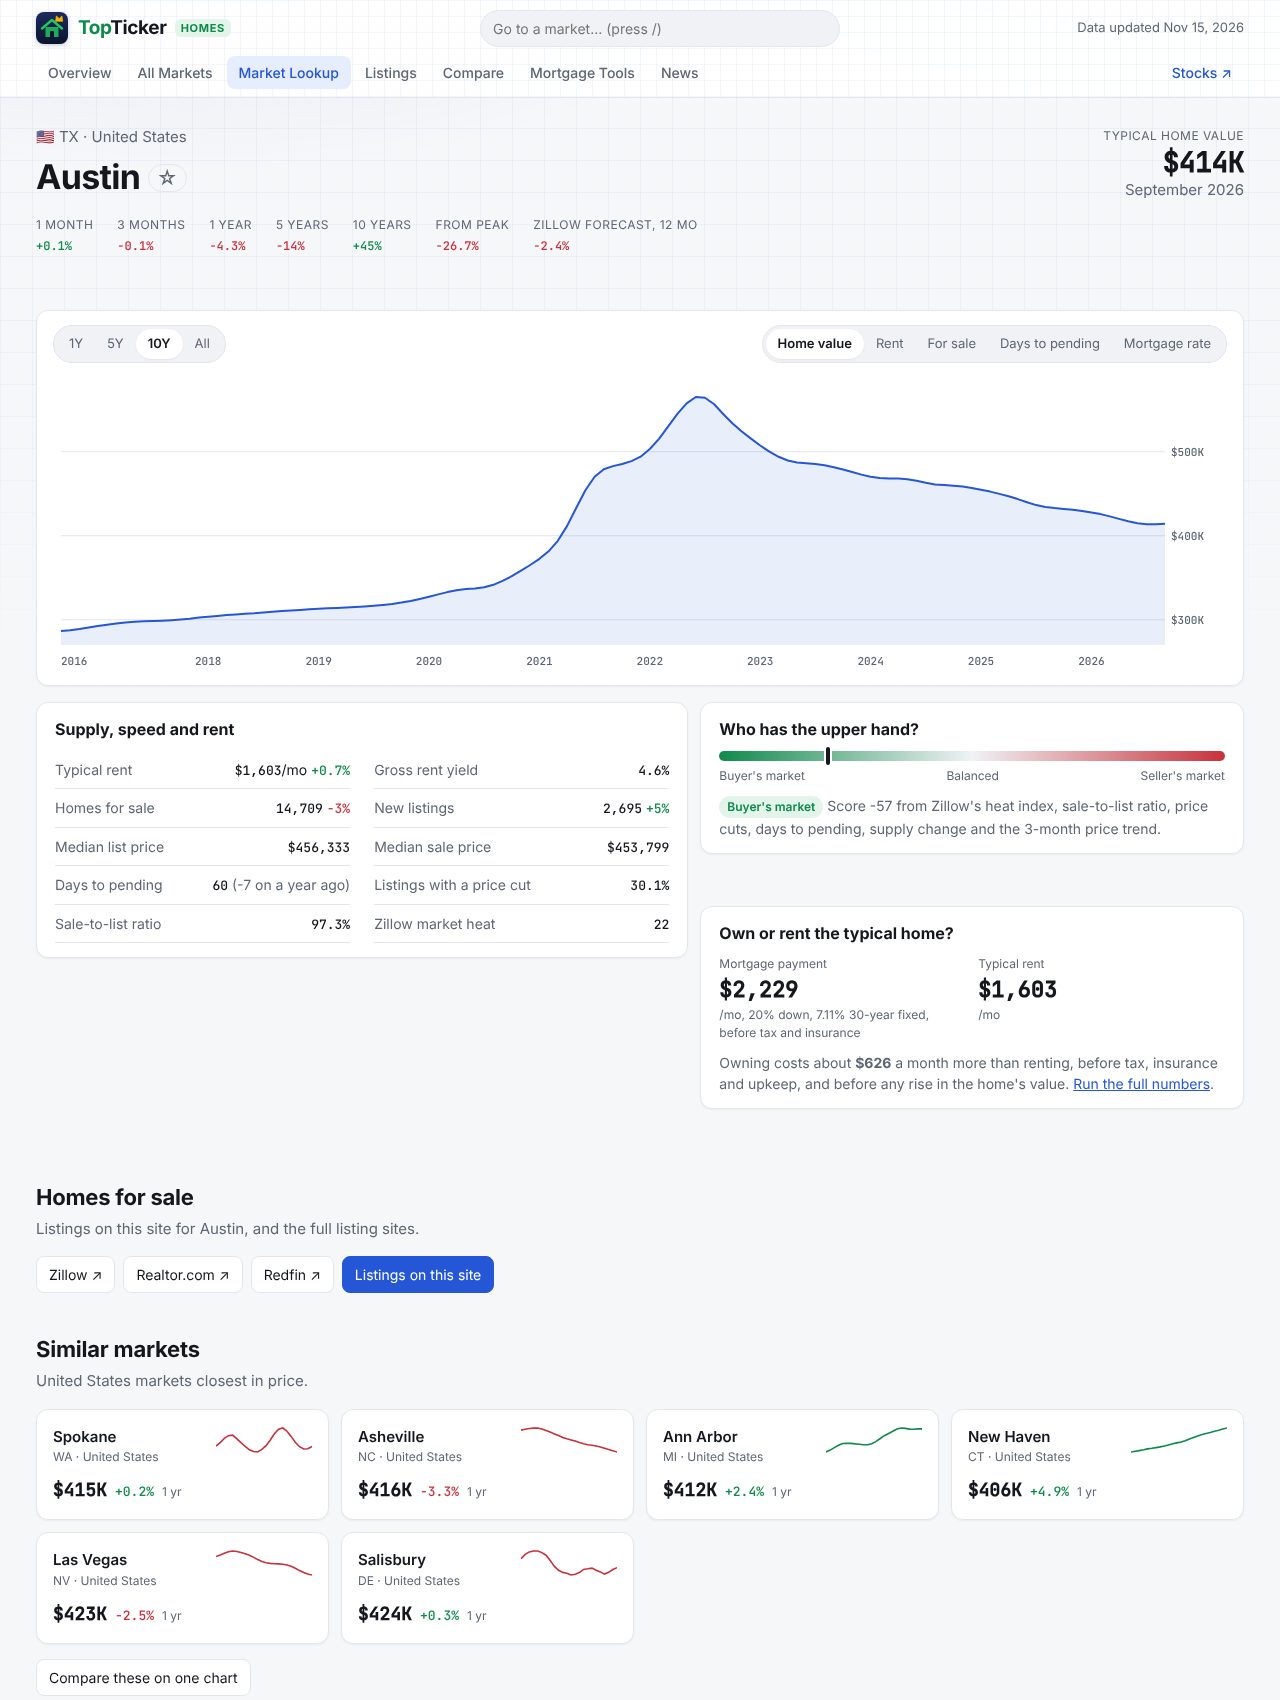 TopTicker HOMES
Go to a market... (press /)
Data updated Nov 15, 2026
Overview All Markets Market Lookup Listings Compare Mortgage Tools News Stocks ↗
TX · United States
TYPICAL HOME VALUE
Austin ☆
$414K
September 2026
1 MONTH 3 MONTHS 1 YEAR 5 YEARS 10 YEARS FROM PEAK ZILLOW FORECAST, 12 MO
+0.1% -0.1% -4.3% -14% +45% -26.7% -2.4%
1Y 5Y 10Y All
Home value Rent For sale Days to pending Mortgage rate
$500K
$400K
$300K
2016 2018 2019 2020 2021 2022 2023 2024 2025 2026
Supply, speed and rent
Typical rent $1,603/mo +0.7% Gross rent yield 4.6%
Homes for sale 14,709 -3% New listings 2,695 +5%
Median list price $456,333 Median sale price $453,799
Days to pending 60 (-7 on a year ago) Listings with a price cut 30.1%
Sale-to-list ratio 97.3% Zillow market heat 22
Who has the upper hand?
Buyer's market Balanced Seller's market
Buyer's market Score -57 from Zillow's heat index, sale-to-list ratio, price
cuts, days to pending, supply change and the 3-month price trend.
Own or rent the typical home?
Mortgage payment Typical rent
$2,229 $1,603
/mo, 20% down, 7.11% 30-year fixed, /mo
before tax and insurance
Owning costs about $626 a month more than renting, before tax, insurance
and upkeep, and before any rise in the home's value. Run the full numbers.
Homes for sale
Listings on this site for Austin, and the full listing sites.
Zillow ↗ Realtor.com ↗ Redfin ↗ Listings on this site
Similar markets
United States markets closest in price.
Spokane
WA · United States
$415K +0.2% 1 yr
Asheville
NC · United States
$416K -3.3% 1 yr
Ann Arbor
MI · United States
$412K +2.4% 1 yr
New Haven
CT · United States
$406K +4.9% 1 yr
Las Vegas
NV · United States
$423K -2.5% 1 yr
Salisbury
DE · United States
$424K +0.3% 1 yr
Compare these on one chart